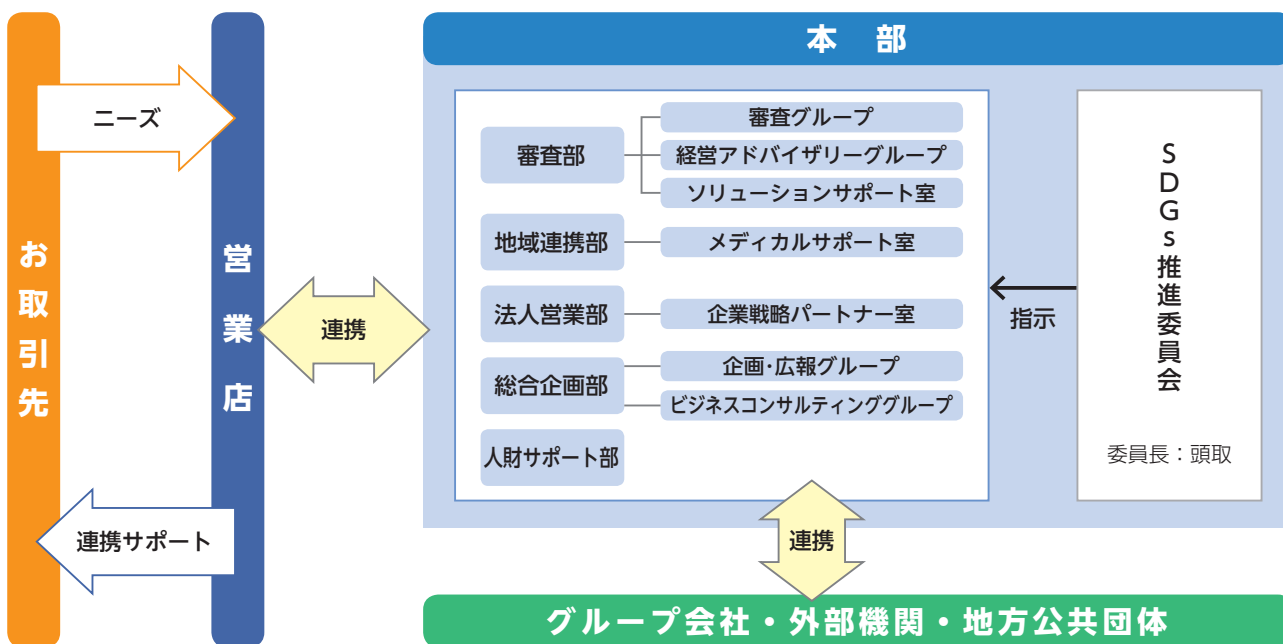 お取引先
ニーズ
連携サポート
営業店
連携
本部
審査部
審査グループ
経営アドバイザリーグループ
ソリューションサポート室
地域連携部
メディカルサポート室
法人営業部
企業戦略パートナー室
総合企画部
企画・広報グループ
ビジネスコンサルティンググループ
人財サポート部
指示
SDGs推進委員会
委員長:頭取
連携
グループ会社・外部機関・地方公共団体